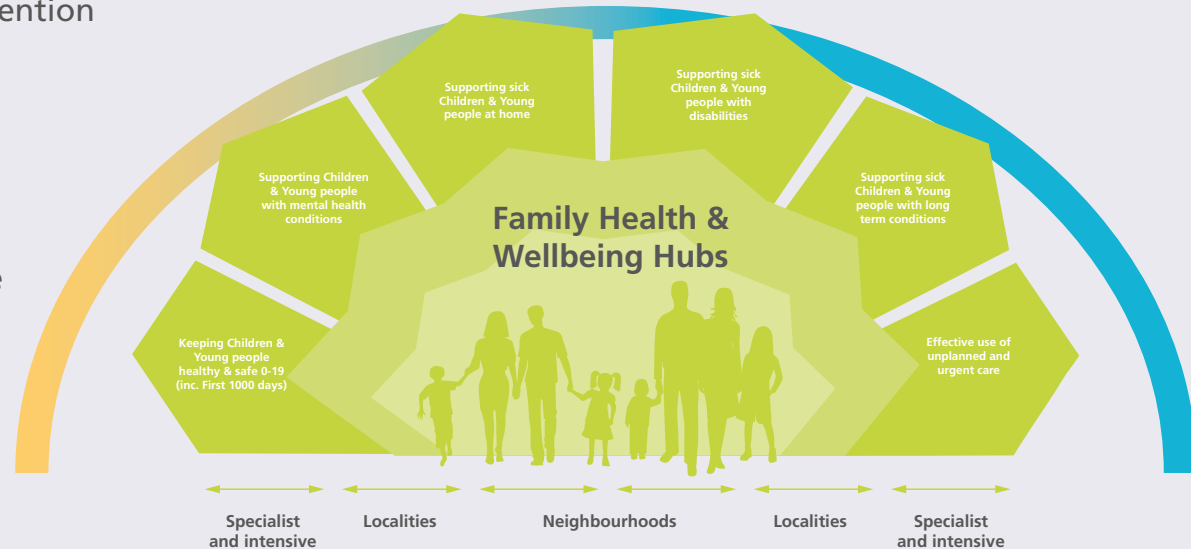 ention
Supporting sick
Children & Young
people at home
Supporting sick
Children & Young
people with
disabilities
Supporting Children
& Young people
with mental health
conditions
Supporting sick
Children & Young
people with long
term conditions
Family Health &
Wellbeing Hubs
e
Keeping Children &
Young people
healthy & safe 0-19
(inc. First 1000 days)
Effective use of
unplanned and
urgent care
Specialist
and intensive
Localities
Neighbourhoods
Localities
Specialist
and intensive